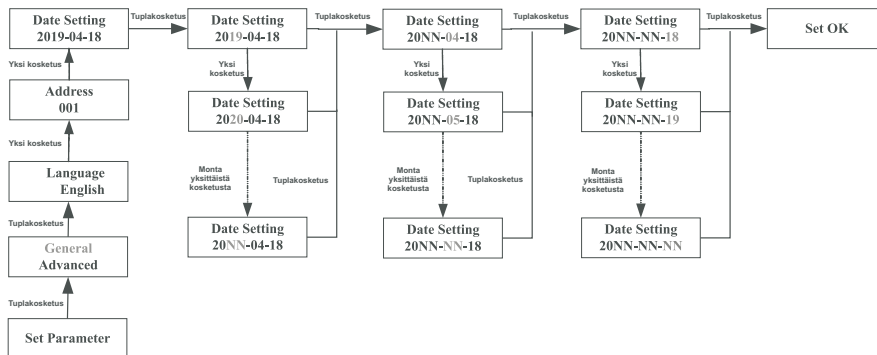 Date Setting
2019-04-18
Tuplakosketus
Date Setting
2019-04-18
Tuplakosketus
Date Setting
20NN-04-18
Tuplakosketus
Date Setting
20NN-NN-18
Tuplakosketus
Set OK
Yksi kosketus
Yksi
kosketus
Yksi
kosketus
Yksi
kosketus
Address
001
Date Setting
2020-04-18
Date Setting
20NN-05-18
Date Setting
20NN-NN-19
Yksi kosketus
Language
English
Monta
yksittäistä
kosketusta
Tuplakosketus
Monta
yksittäistä
kosketusta
Tuplakosketus
Monta
yksittäistä
kosketusta
Tuplakosketus
General
Advanced
Date Setting
20NN-04-18
Date Setting
20NN-NN-18
Date Setting
20NN-NN-NN
Tuplakosketus
Set Parameter